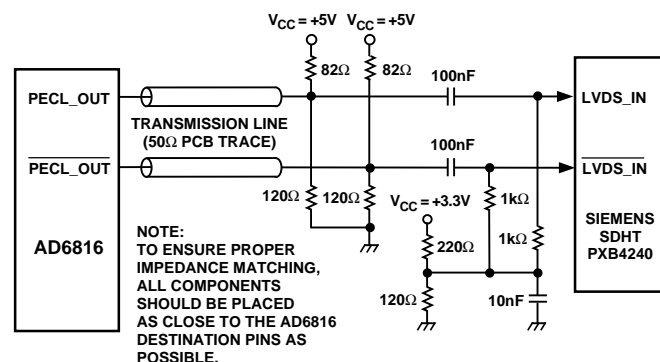 VCC = +5V VCC = +5V
82Ω 82Ω
100nF
PECL_OUT LVDS_IN
TRANSMISSION LINE
(50Ω PCB TRACE)
100nF
PECL_OUT LVDS_IN
120Ω 120Ω VCC = +3.3V 1kΩ
SIEMENS
SDHT
PXB4240
AD6816
220Ω 1kΩ
120Ω 10nF
NOTE:
TO ENSURE PROPER
IMPEDANCE MATCHING,
ALL COMPONENTS
SHOULD BE PLACED
AS CLOSE TO THE AD6816
DESTINATION PINS AS
POSSIBLE.